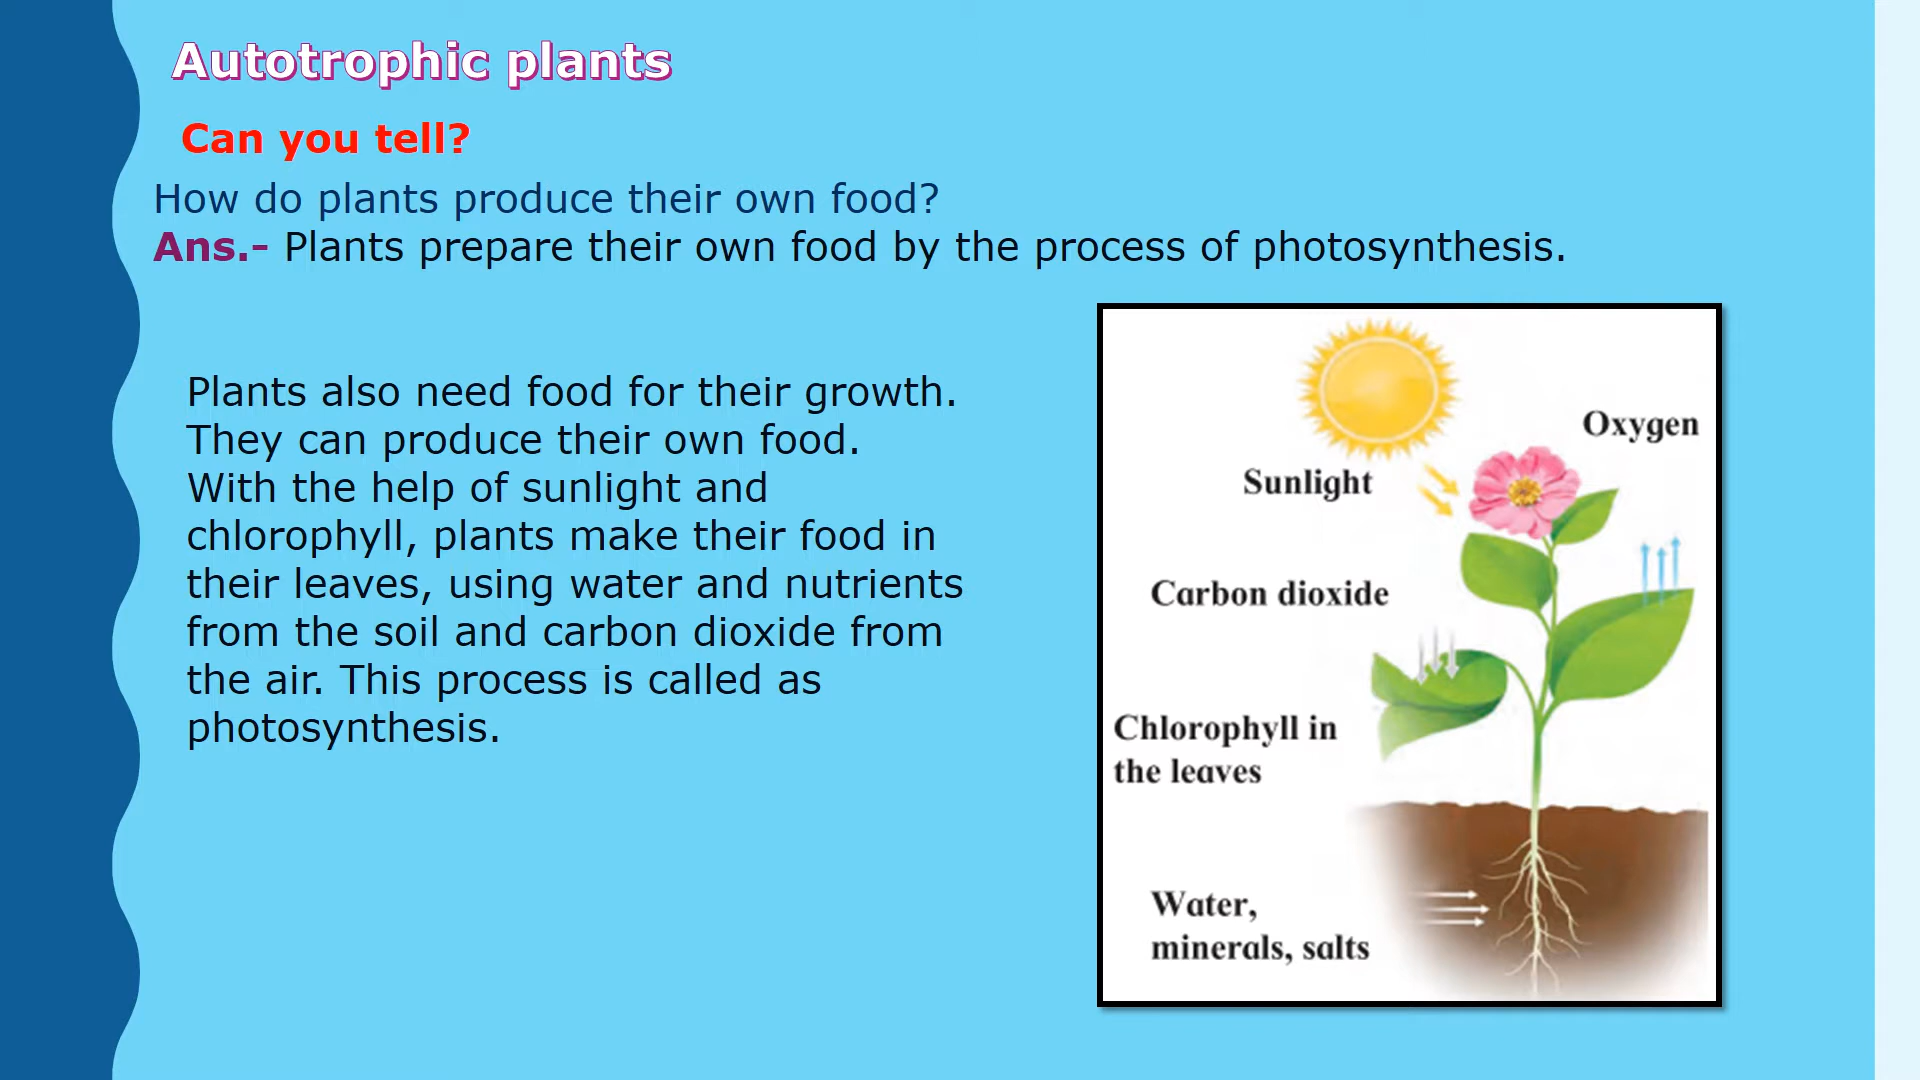 Autotrophic plants
Can you tell?
How do plants produce their own food?
Ans.- Plants prepare their own food by the process of photosynthesis.
Plants also need food for their growth.
They can produce their own food.
With the help of sunlight and
chlorophyll, plants make their food in
their leaves, using water and nutrients
from the soil and carbon dioxide from
the air. This process is called as
photosynthesis.
Oxygen
Sunlight
Carbon dioxide
Chlorophyll in
the leaves
Water,
minerals, salts